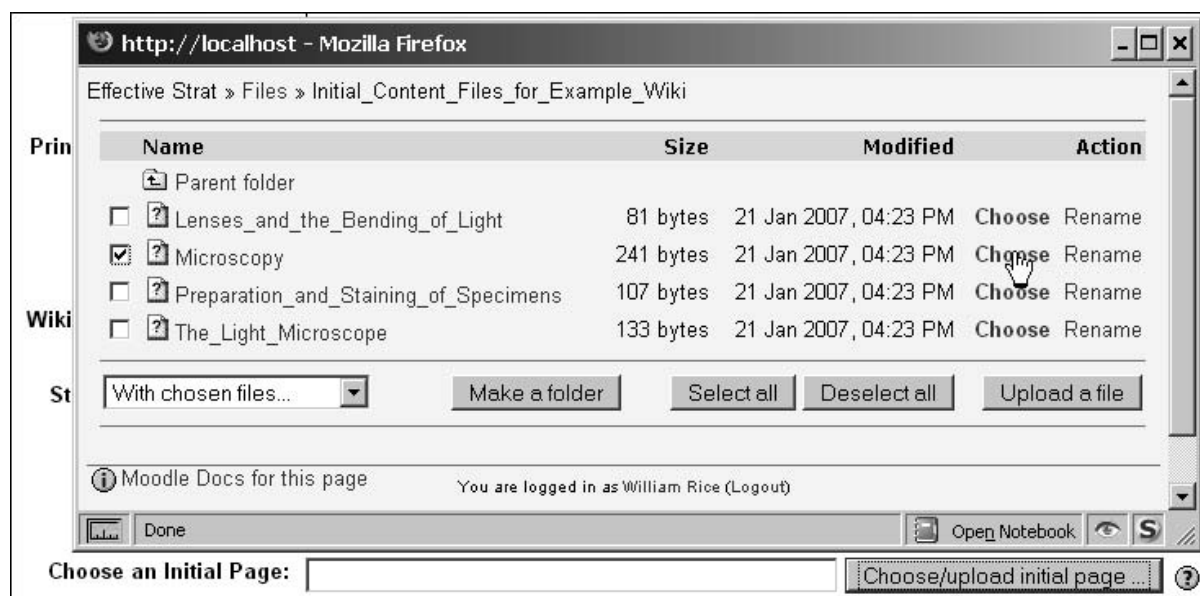 http://localhost - Mozilla Firefox
Effective Strat » Files » Initial_Content_Files_for_Example_Wiki
Prin
Name Size Modified Action
Parent folder
Lenses_and_the_Bending_of_Light 81 bytes 21 Jan 2007, 04:23 PM Choose Rename
Microscopy 241 bytes 21 Jan 2007, 04:23 PM Choose Rename
Preparation_and_Staining_of_Specimens 107 bytes 21 Jan 2007, 04:23 PM Choose Rename
Wiki
The_Light_Microscope 133 bytes 21 Jan 2007, 04:23 PM Choose Rename
St
With chosen files... Make a folder Select all Deselect all Upload a file
Moodle Docs for this page You are logged in as William Rice (Logout)
Done Open Notebook S
Choose an Initial Page: Choose/upload initial page ... ?